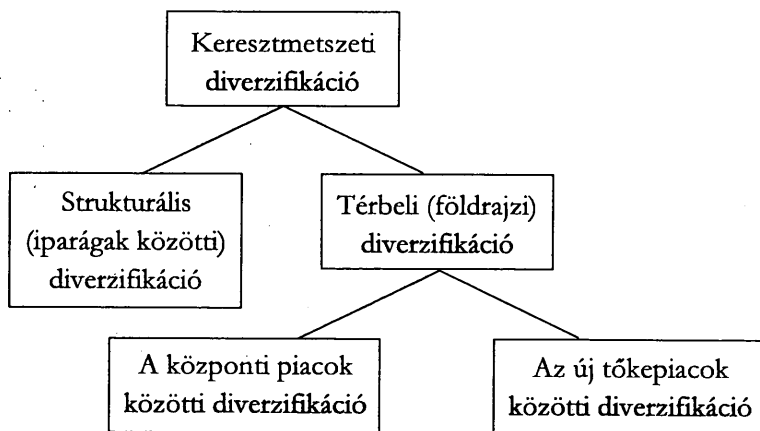 Keresztmetszeti
diverzifikáció
Strukturális
(iparágak közötti)
diverzifikáció
Térbeli (földrajzi)
diverzifikáció
A központi piacok
közötti diverzifikáció
Az új tőkepiacok
közötti diverzifikáció